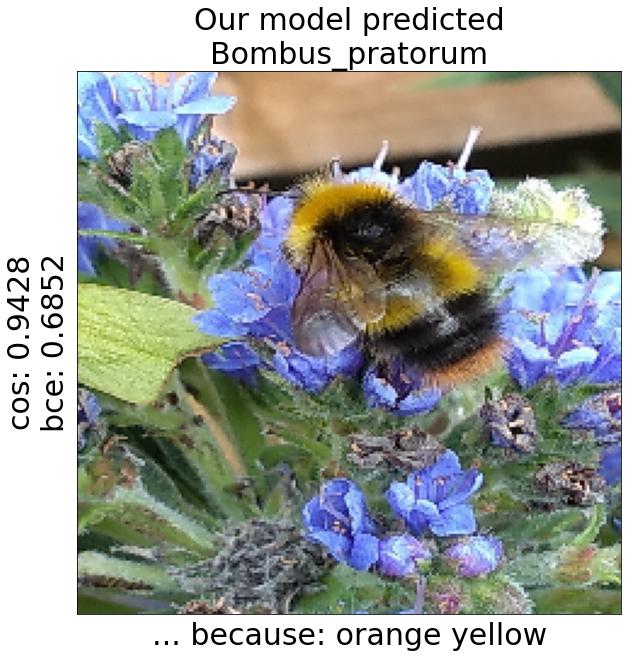 Our model predicted
Bombus_pratorum
cos: 0.9428
bce: 0.6852
... because: orange yellow